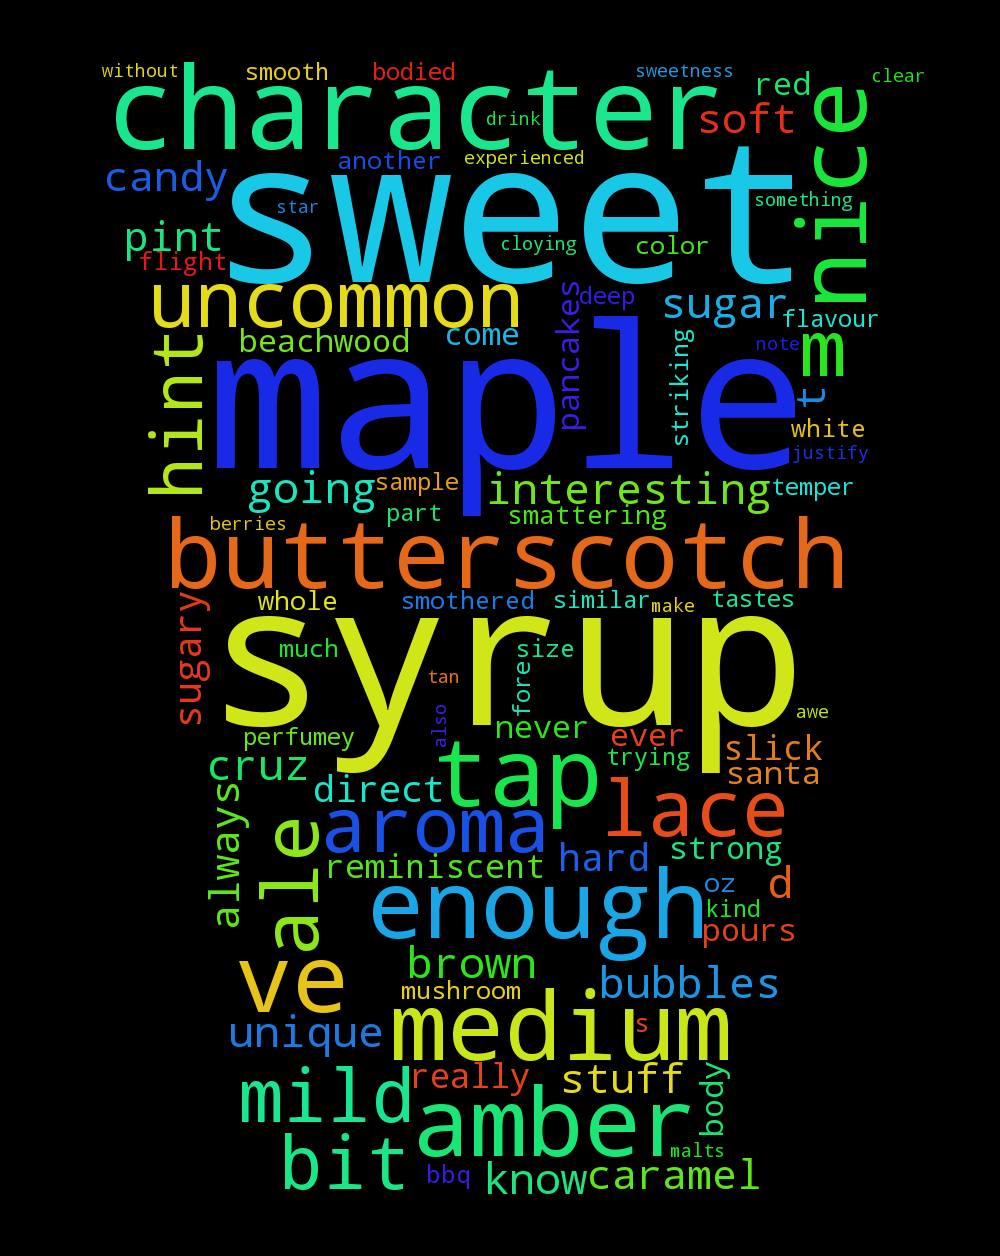 without
smooth
bodied
sweetness
clear
character
red
nice
drink
soft
another
experienced
candy
sweet
star
something
pint
cloying
color
flight
uncommon
pancakes
deep
sugar
flavour
hint
beachwood
come
maple
striking
note
m
t
white
justify
going
sample
interesting
temper
part
smattering
berries
butterscotch
sugary
whole
smothered
similar
make
tastes
syrup
much
size
fore
tan
also
awe
perfumey
never
ever
slick
cruz
tap
trying
santa
always
direct
lace
ale
aroma
reminiscent
hard
strong
enough
oz
d
kind
pours
ve
brown
mushroom
bubbles
unique
medium
s
mild
really
stuff
body
amber
malts
bit
bbq
know
caramel